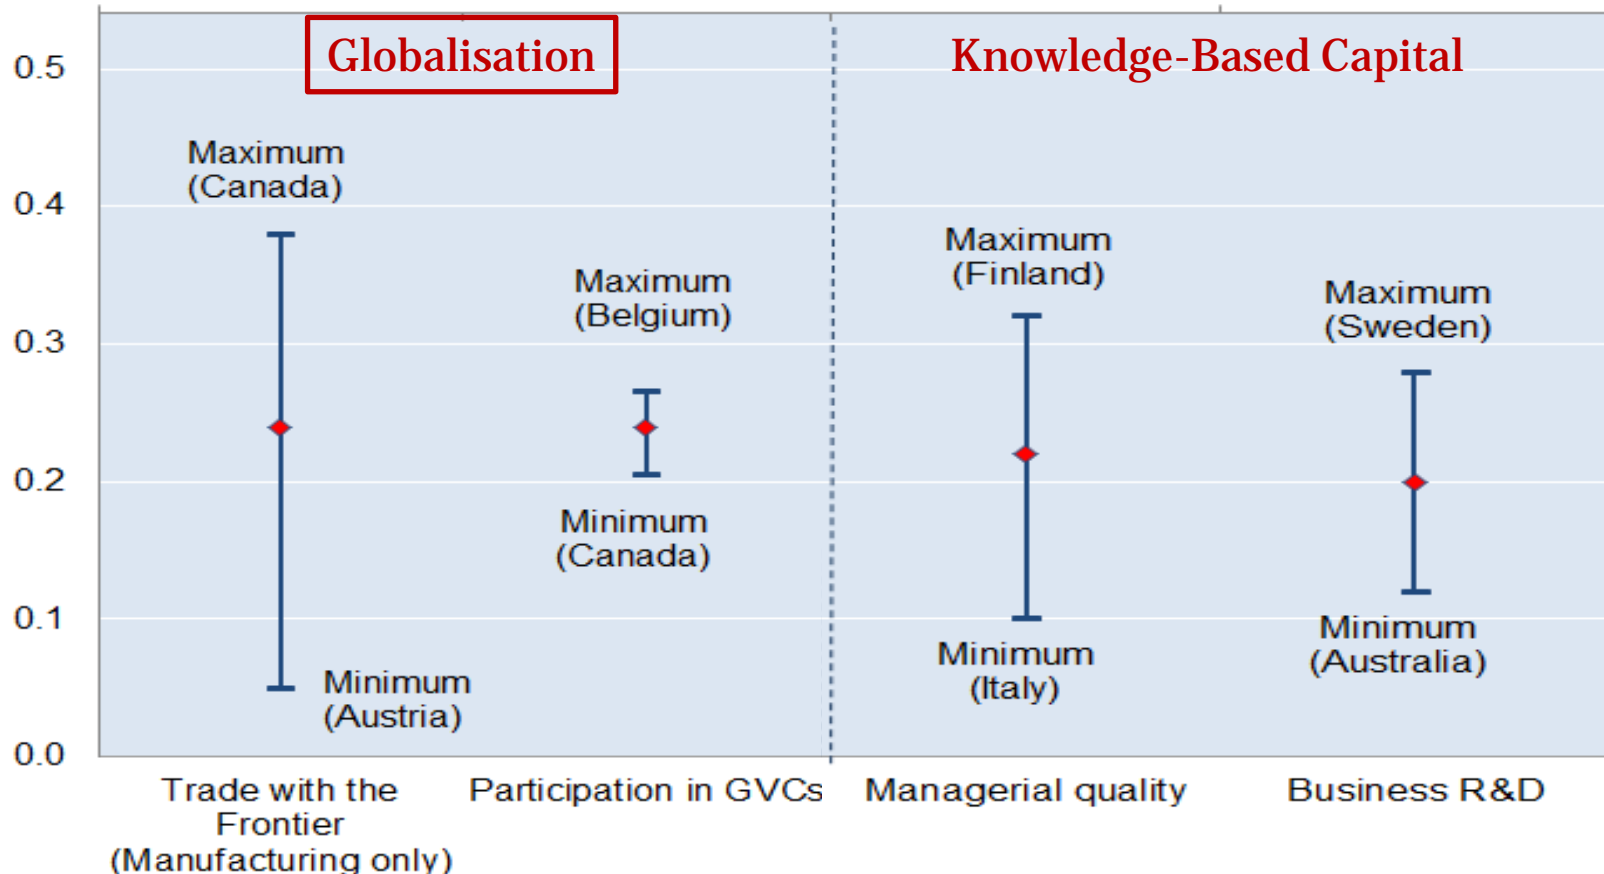 Globalisation
Knowledge-Based Capital
0.5
0.4
0.3
0.2
0.1
0.0
Maximum
(Canada)
Minimum
(Austria)
Maximum
(Belgium)
Minimum
(Canada)
Maximum
(Finland)
Minimum
(Italy)
Maximum
(Sweden)
Minimum
(Australia)
Trade with the
Frontier
(Manufacturing only)
Participation in GVCs
Managerial quality
Business R&D